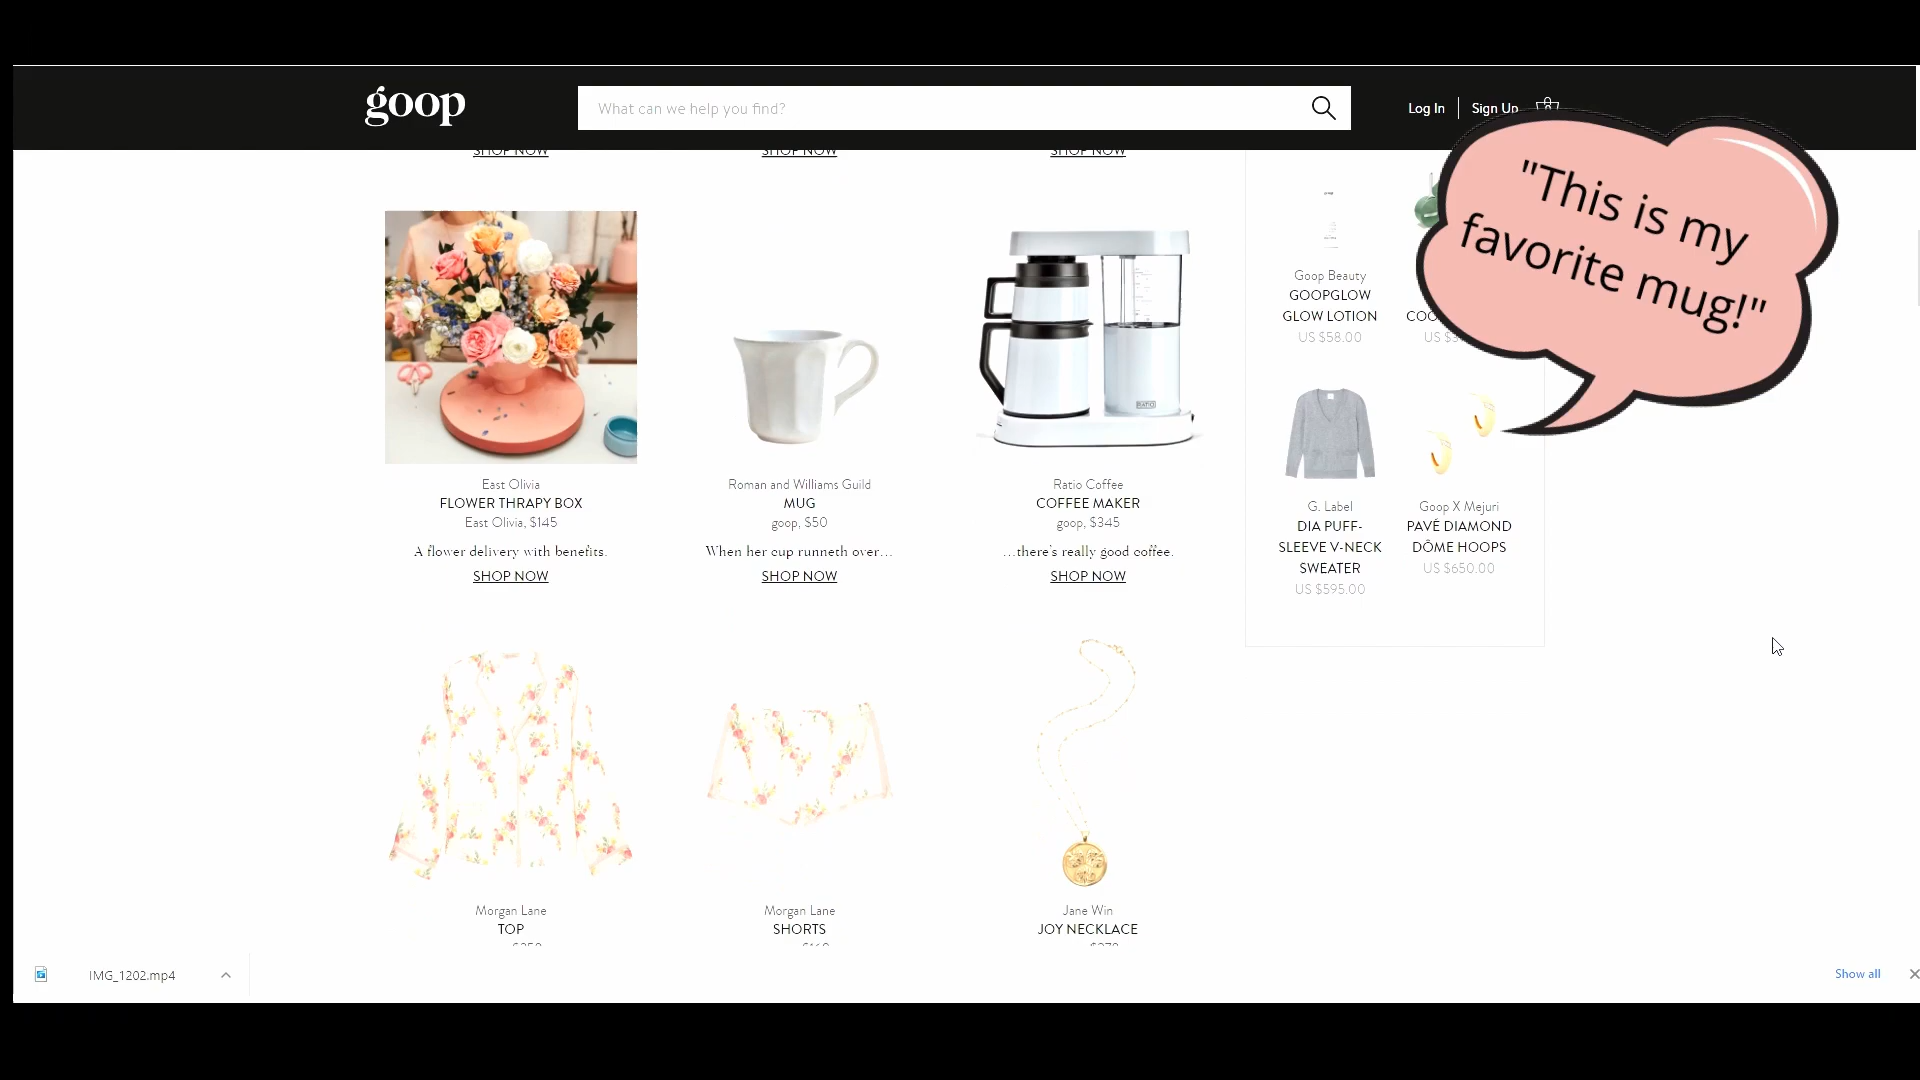 goop
What can we help you find?
Log In
Sign Up
SHOP NOW
SHOP NOW
SHOP NOW
"This is my
favorite mug!"
East Olivia
FLOWER THRAPY BOX
East Olivia, $145
A flower delivery with benefits.
SHOP NOW
Roman and Williams Guild
MUG
goop, $50
When her cup runneth over...
SHOP NOW
RATIO
Ratio Coffee
COFFEE MAKER
goop, $345
...there's really good coffee.
SHOP NOW
Goop Beauty
GOOPGLOW
GLOW LOTION
US $58.00
COO
US $3
G. Label
DIA PUFF-
SLEEVE V-NECK
SWEATER
US $595.00
Goop X Mejuri
PAVÉ DIAMOND
DÔME HOOPS
US $650.00
Morgan Lane
TOP
Morgan Lane
SHORTS
Jane Win
JOY NECKLACE
IMG_1202.mp4
Show all